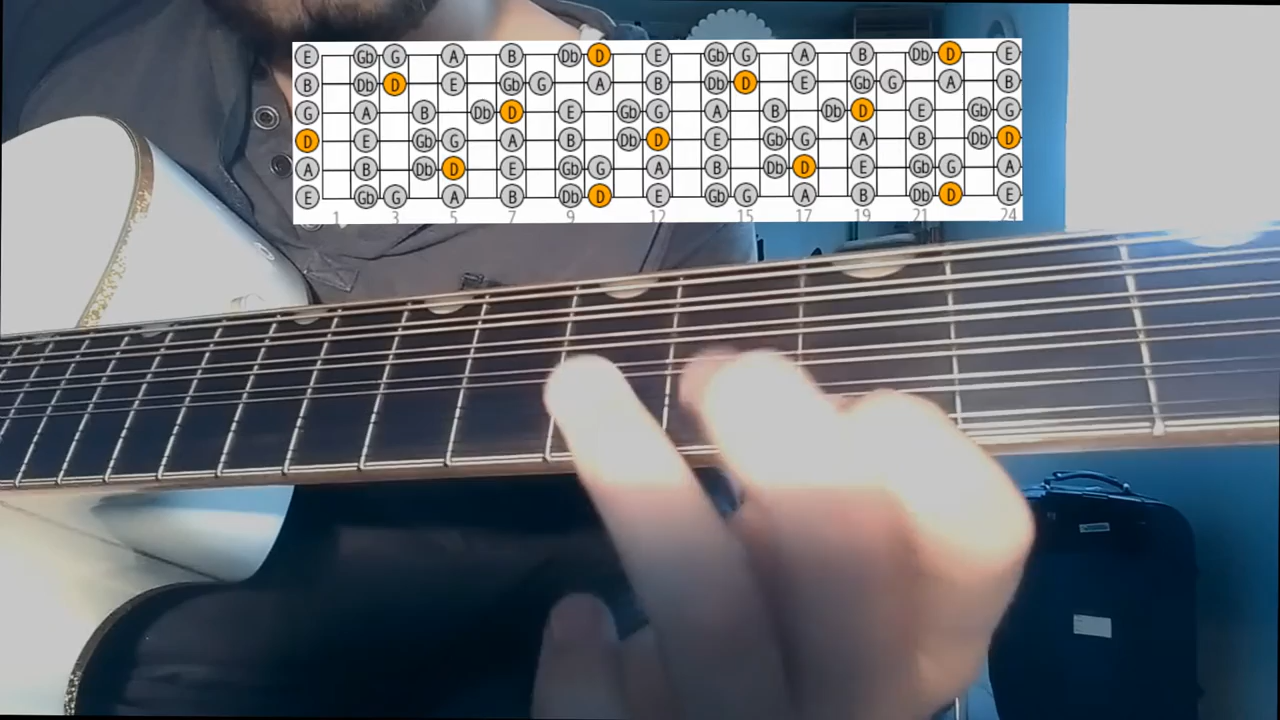 E Gb G A B Db D E Gb G A B Db D E
B Db D E Gb G A B Db D E Gb G A B
G A B Db D E Gb G A B Db D E Gb G
D E Gb G A B Db D E Gb G A B Db D
A B Db D E Gb G A B Db D E Gb G A
E Gb G A B Db D E Gb G A B Db D E
1 3 5 7 9 12 15 17 19 21 24